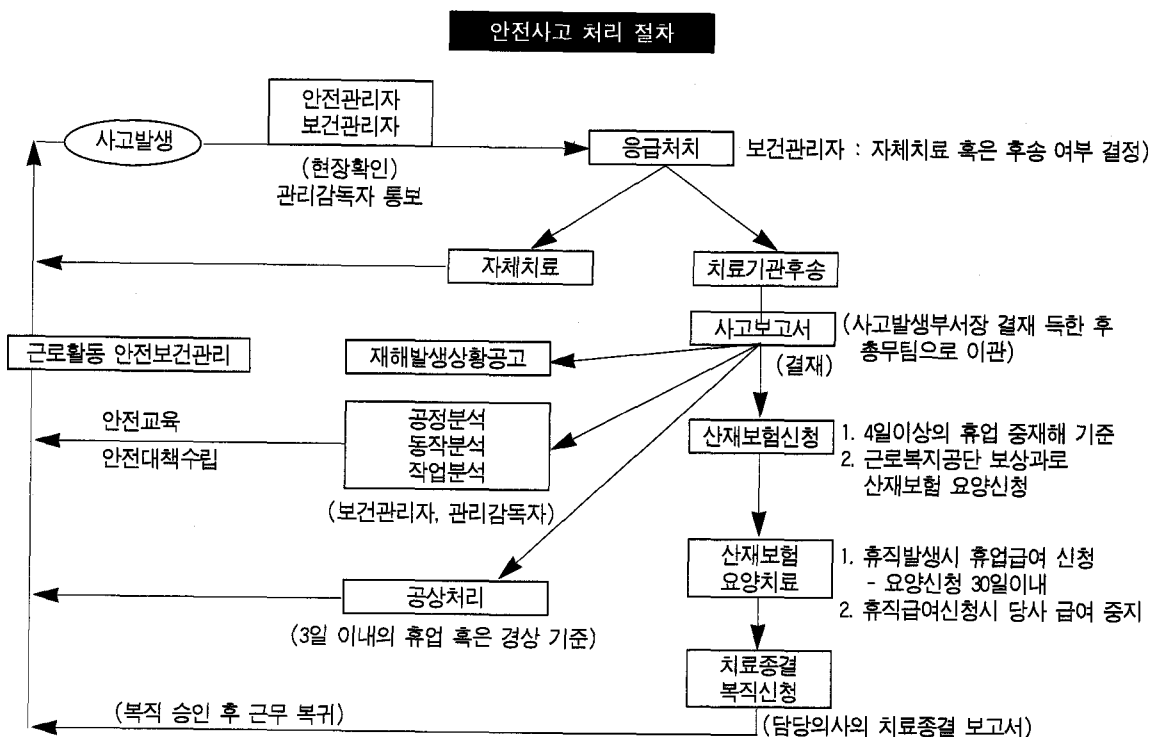 안전사고 처리 절차
사고발생
안전관리자
보건관리자
(현장확인)
관리감독자 통보
응급처치
보건관리자 : 자체치료 혹은 후송 여부 결정)
자체치료
치료기관후송
사고보고서
(사고발생부서장 결재 득한 후
총무팀으로 이관)
(결재)
근로활동 안전보건관리
재해발생상황공고
안전교육
안전대책수립
공정분석
동작분석
작업분석
(보건관리자, 관리감독자)
산재보험신청
1. 4일이상의 휴업 중재해 기준
2. 근로복지공단 보상과로
산재보험 요양신청
산재보험
요양치료
1. 휴직발생시 휴업급여 신청
- 요양신청 30일이내
2. 휴직급여신청시 당사 급여 중지
공상처리
(3일 이내의 휴업 혹은 경상 기준)
치료종결
복직신청
(복직 승인 후 근무 복귀)
(담당의사의 치료종결 보고서)